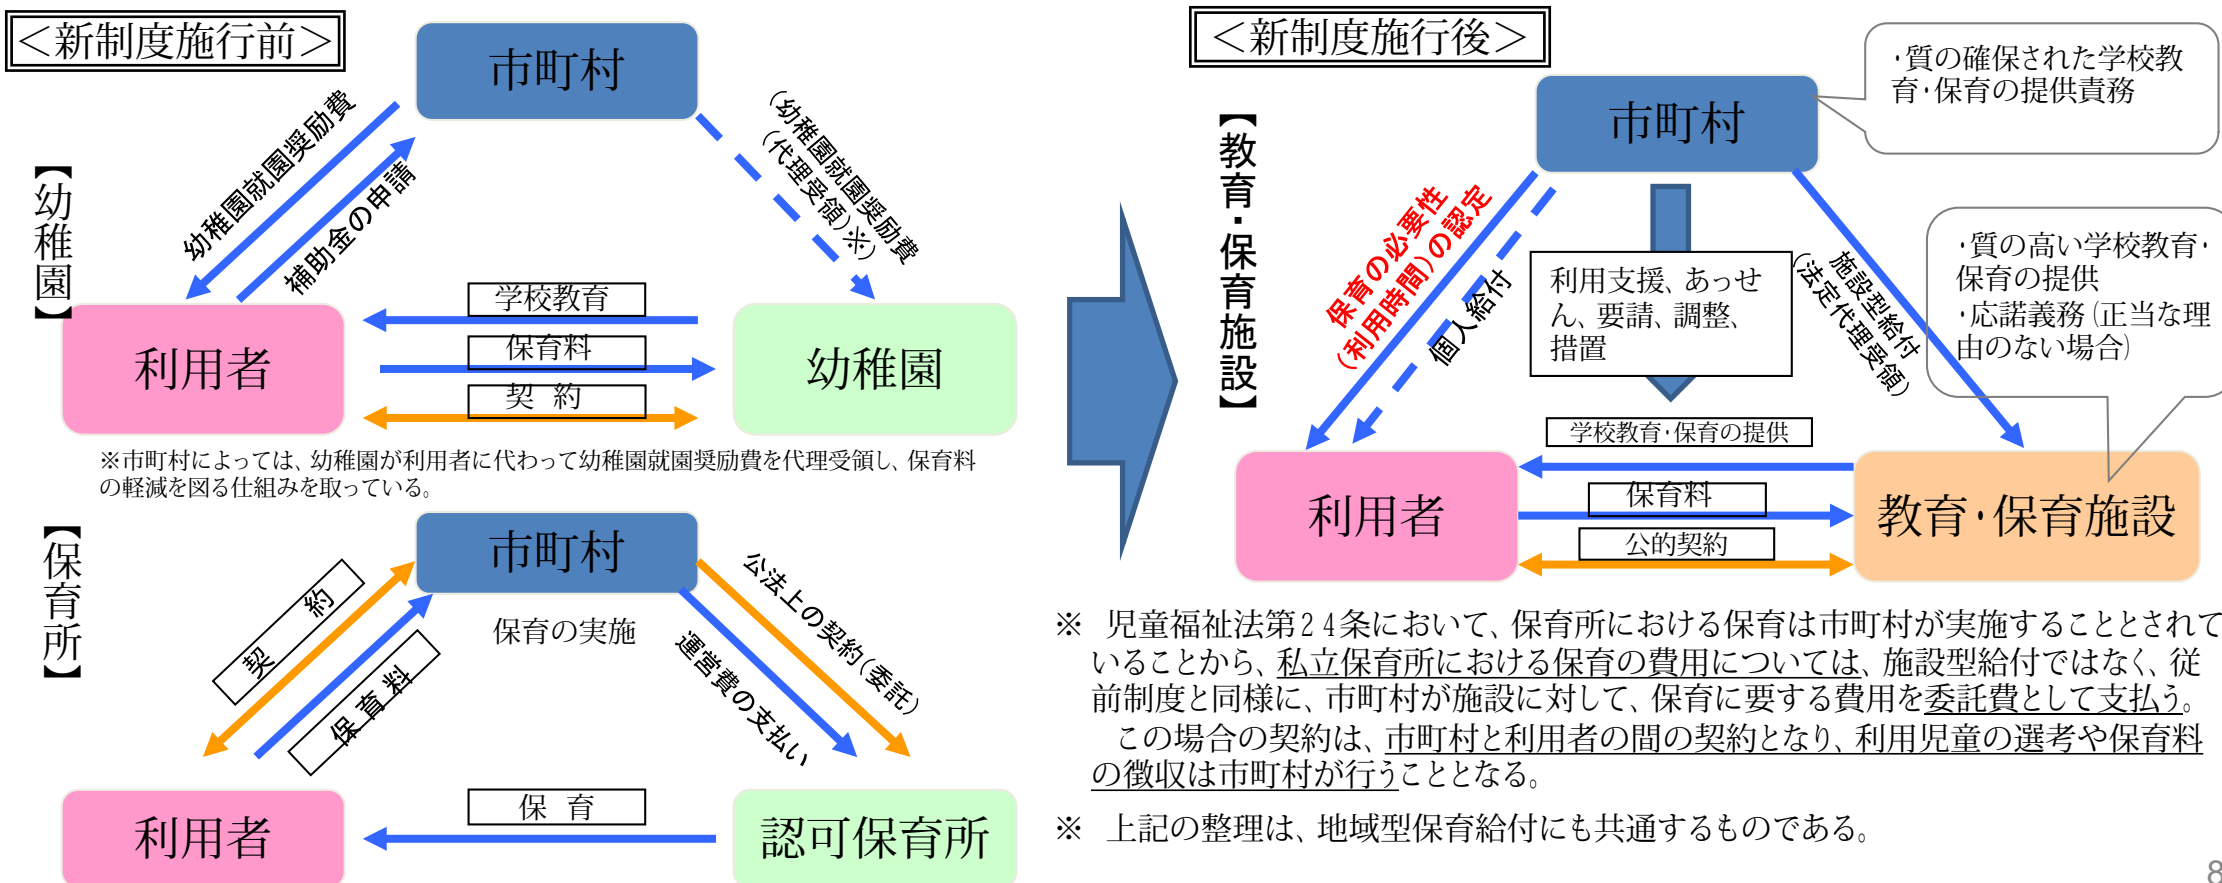 ＜新制度施行前＞
【幼稚園】
市町村
幼稚園就園奨励費
補助金の申請
（幼稚園就園奨励費
（代理受領）※）
学校教育
保育料
契 約
利用者
幼稚園
※市町村によっては、幼稚園が利用者に代わって幼稚園就園奨励費を代理受領し、保育料
の軽減を図る仕組みを取っている。
【保育所】
市町村
契 約
保育料
保育の実施
公法上の契約（委託）
運営費の支払い
保 育
利用者
認可保育所
＜新制度施行後＞
【教育・保育施設】
市町村
・質の確保された学校教
育・保育の提供責務
保育の必要性
（利用時間）の認定
個人給付
利用支援、あっせ
ん、要請、調整、
措置
施設型給付
（法定代理受領）
・質の高い学校教育・
保育の提供
・応諾義務（正当な理
由のない場合）
学校教育・保育の提供
保育料
公的契約
利用者
教育・保育施設
※ 児童福祉法第24条において、保育所における保育は市町村が実施することとされて
いることから、私立保育所における保育の費用については、施設型給付ではなく、従
前制度と同様に、市町村が施設に対して、保育に要する費用を委託費として支払う。
この場合の契約は、市町村と利用者の間の契約となり、利用児童の選考や保育料
の徴収は市町村が行うこととなる。
※ 上記の整理は、地域型保育給付にも共通するものである。
8